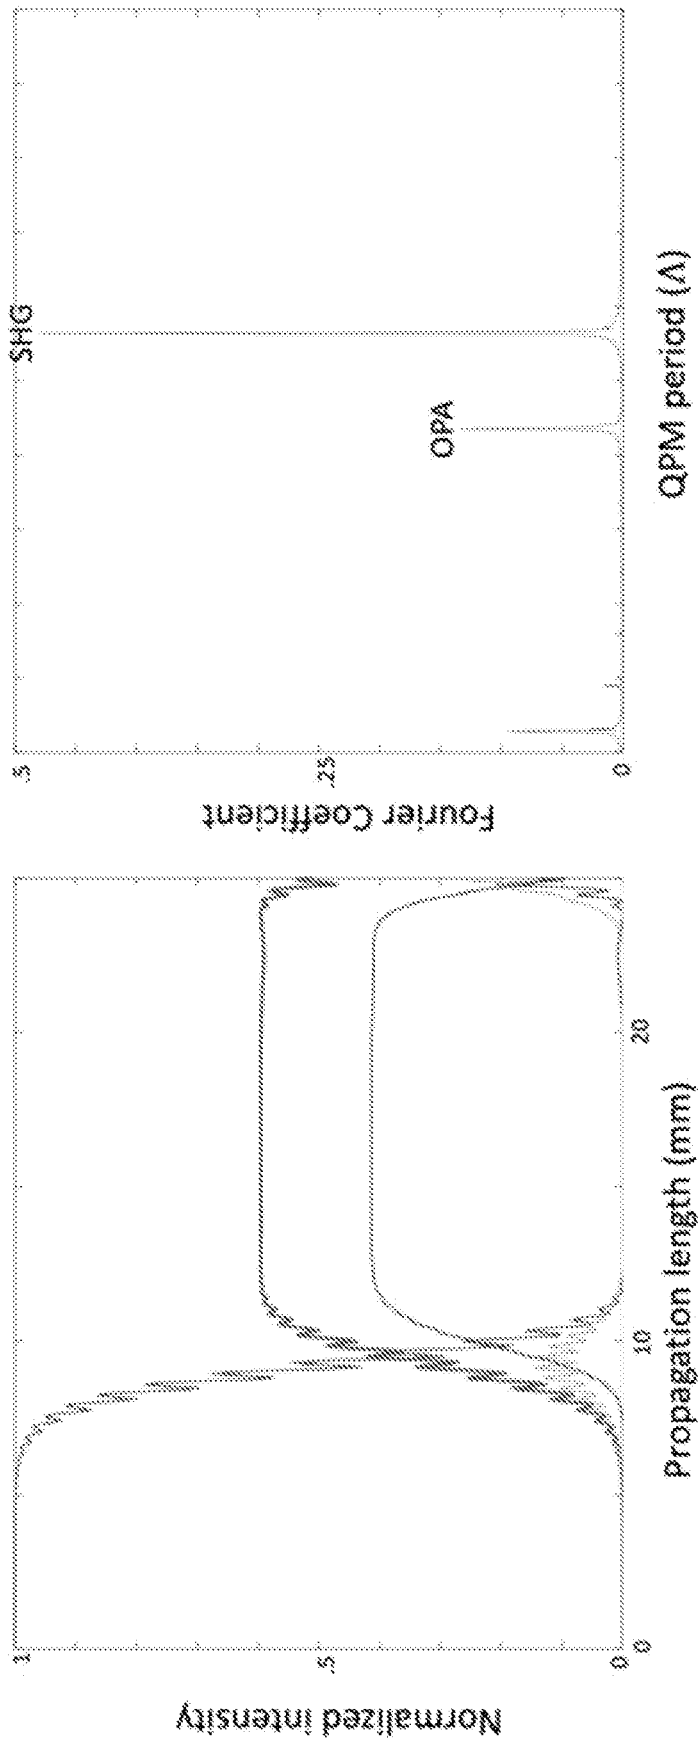 Normalized intensity
1
.5
0
0
10
20
Propagation length (mm)
Fourier Coefficient
.5
.25
0
SHG
OPA
QPM period (Λ)